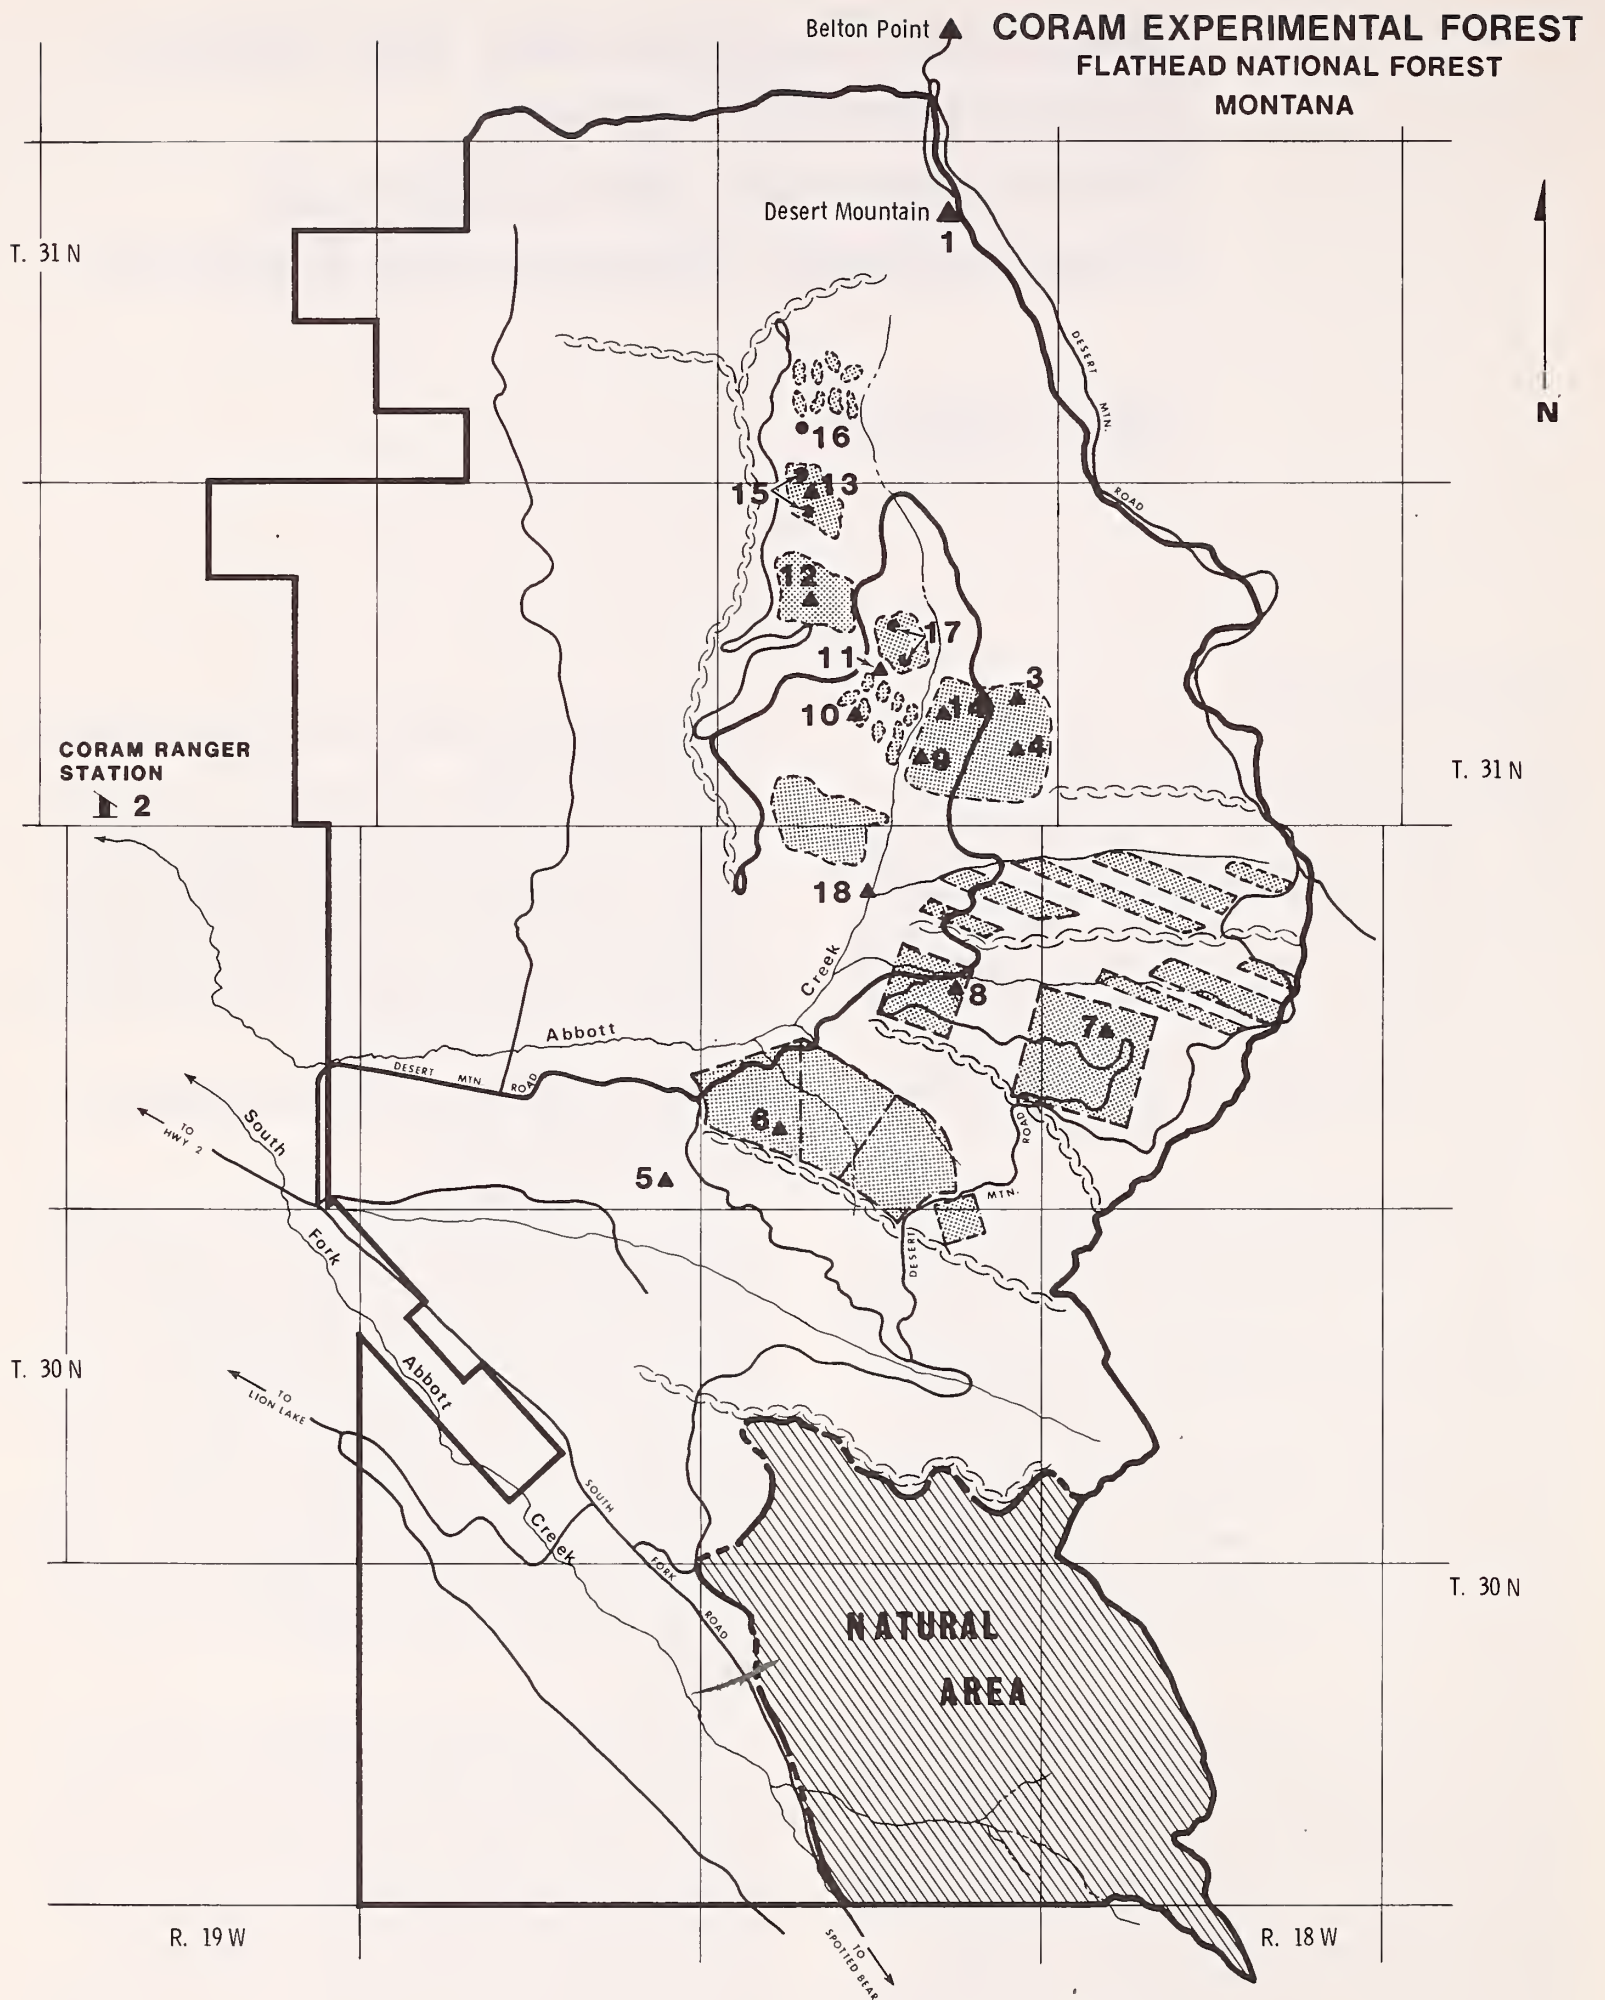 Belton Point
CORAM EXPERIMENTAL FOREST
FLATHEAD NATIONAL FOREST
MONTANA
Desert Mountain
1
T. 31 N
N
DESERT
MTN.
ROAD
16
15
13
12
17
11
3
10
14
4
9
CORAM RANGER
STATION
2
T. 31 N
18
Creek
8
7
Abbott
DESERT MTN. ROAD
6
5
ROAD
MTN.
DESERT
TO
HWY 2
South
Fork
Abbott
Creek
T. 30 N
TO
LION LAKE
SOUTH
FORK
ROAD
T. 30 N
NATURAL
AREA
R. 19 W
R. 18 W
TO
SPOTTED BEAR